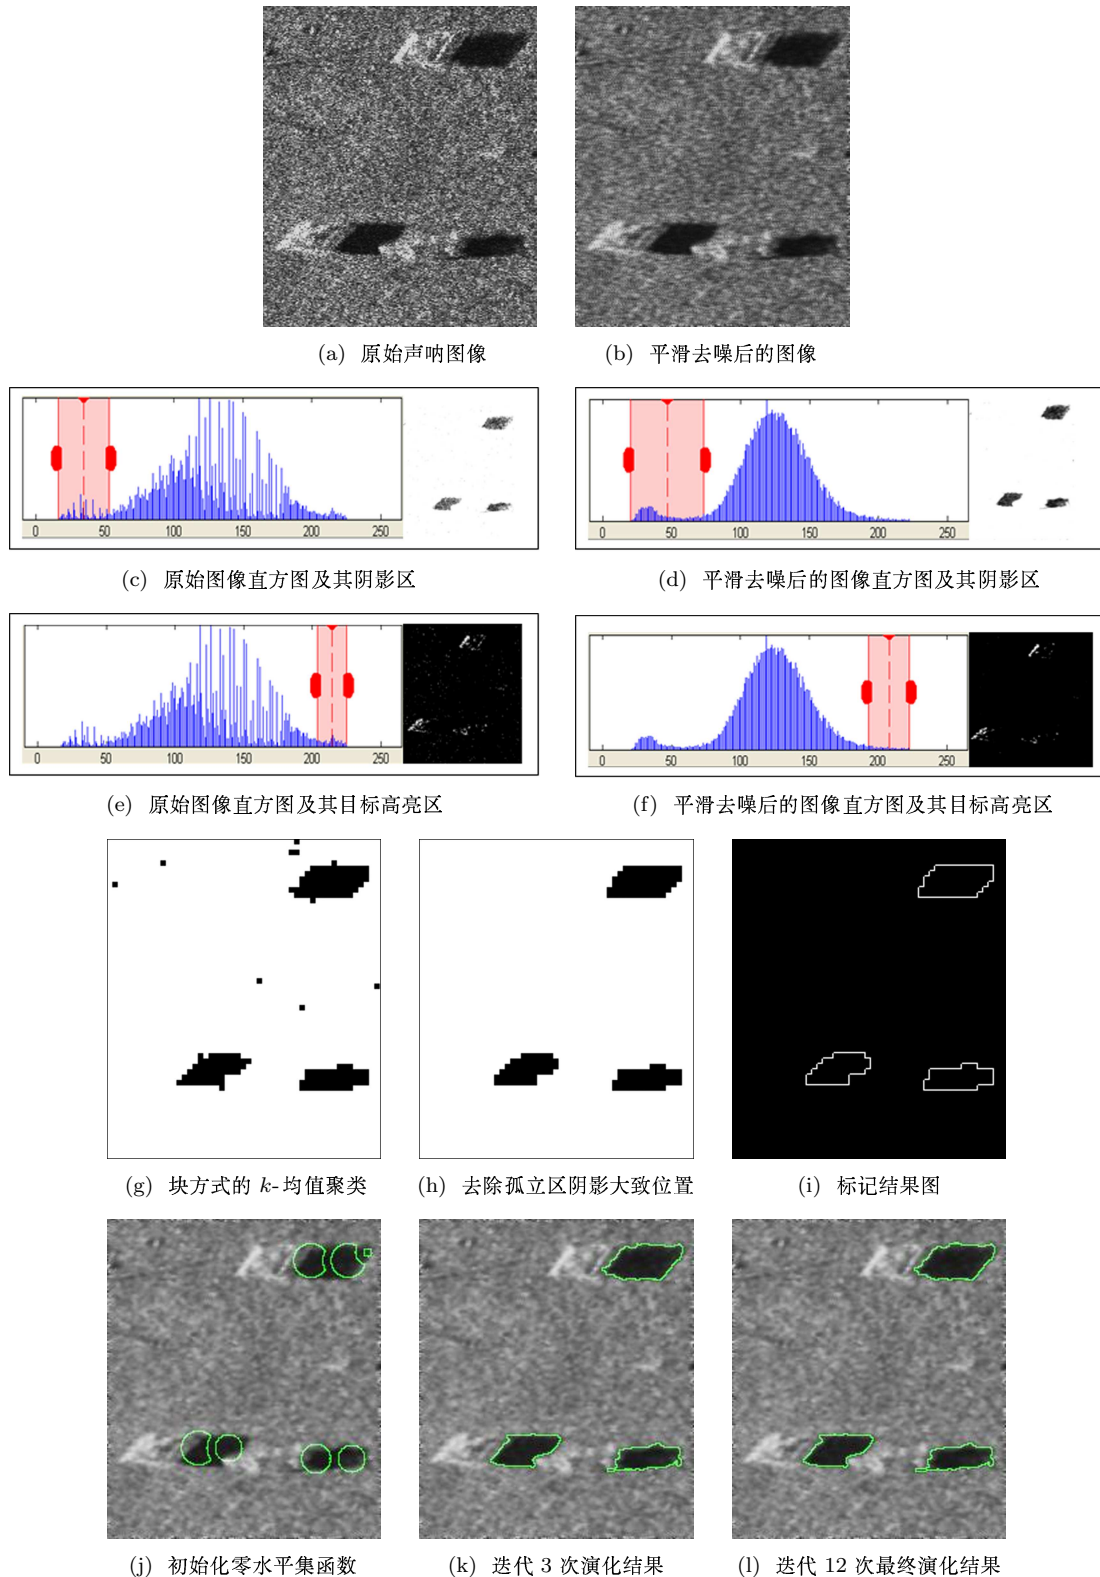 (a) 原始声呐图像
(b) 平滑去噪后的图像
0 50 100 150 200 250
0 50 100 150 200 250
(c) 原始图像直方图及其阴影区
(d) 平滑去噪后的图像直方图及其阴影区
0 50 100 150 200 250
0 50 100 150 200 250
(e) 原始图像直方图及其目标高亮区
(f) 平滑去噪后的图像直方图及其目标高亮区
(g) 块方式的 k-均值聚类
(h) 去除孤立区阴影大致位置
(i) 标记结果图
(j) 初始化零水平集函数
(k) 迭代 3 次演化结果
(l) 迭代 12 次最终演化结果